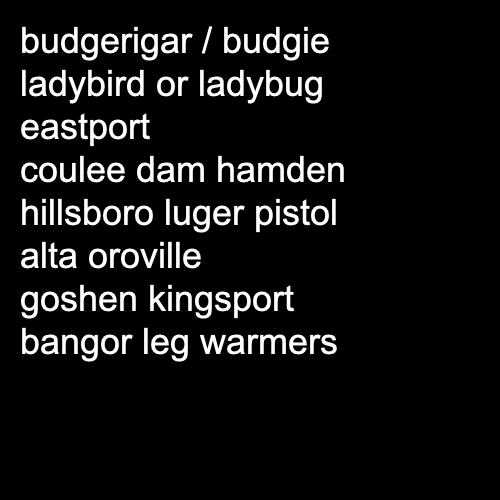 budgerigar / budgie
ladybird or ladybug
eastport
coulee dam hamden
hillsboro luger pistol
alta oroville
goshen kingsport
bangor leg warmers